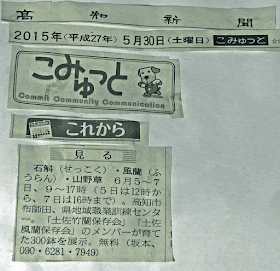 高知新聞
2015年(平成27年)5月30日(土曜日) こみゅっと
こみゅっと
Commit Community Communication
これから
見る
石斛(せっこく)・風蘭(ふ
うらん)・山野草 6月5~7
日、9~17時(5日は12時か
ら、7日は16時まで)。高知市
布師田、県地域職業訓練セン
ター。「土佐竹蘭保存会」「土佐
風蘭保存会」のメンバーが育て
た300鉢を展示。無料(坂本、
090・6281・7949)